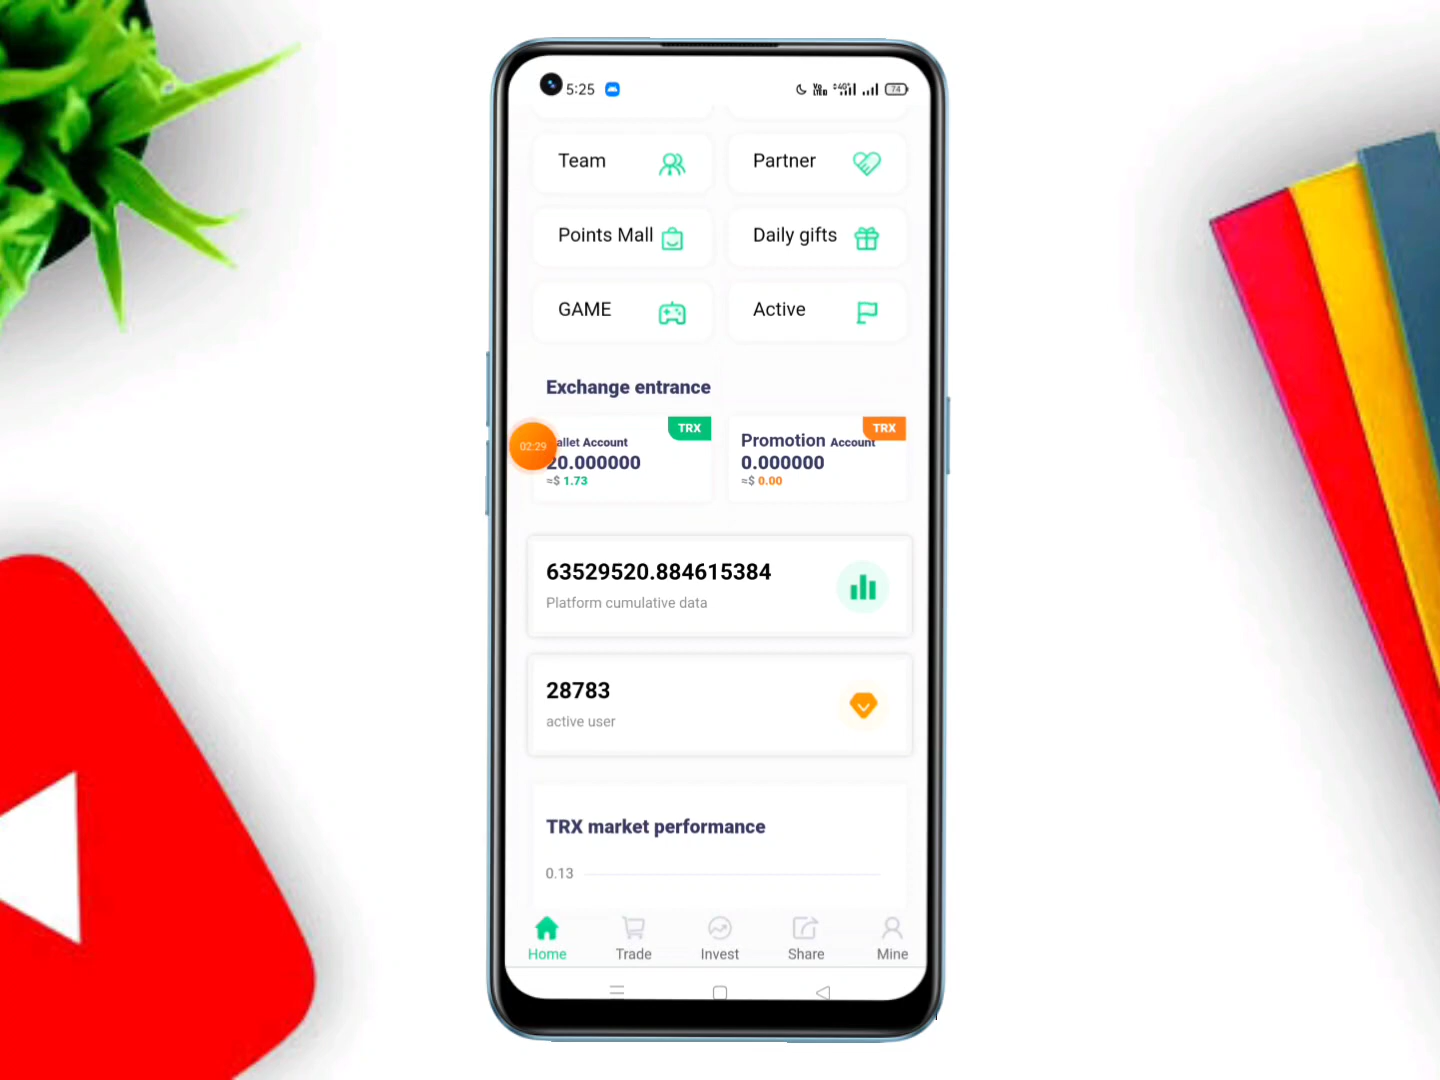 5:25
74
Team
Partner
Points Mall
Daily gifts
GAME
Active
Exchange entrance
TRX
TRX
allet Account
Promotion Account
02:29
20.000000
0.000000
≈$ 1.73
≈$ 0.00
63529520.884615384
Platform cumulative data
28783
active user
TRX market performance
0.13
Home
Trade
Invest
Share
Mine